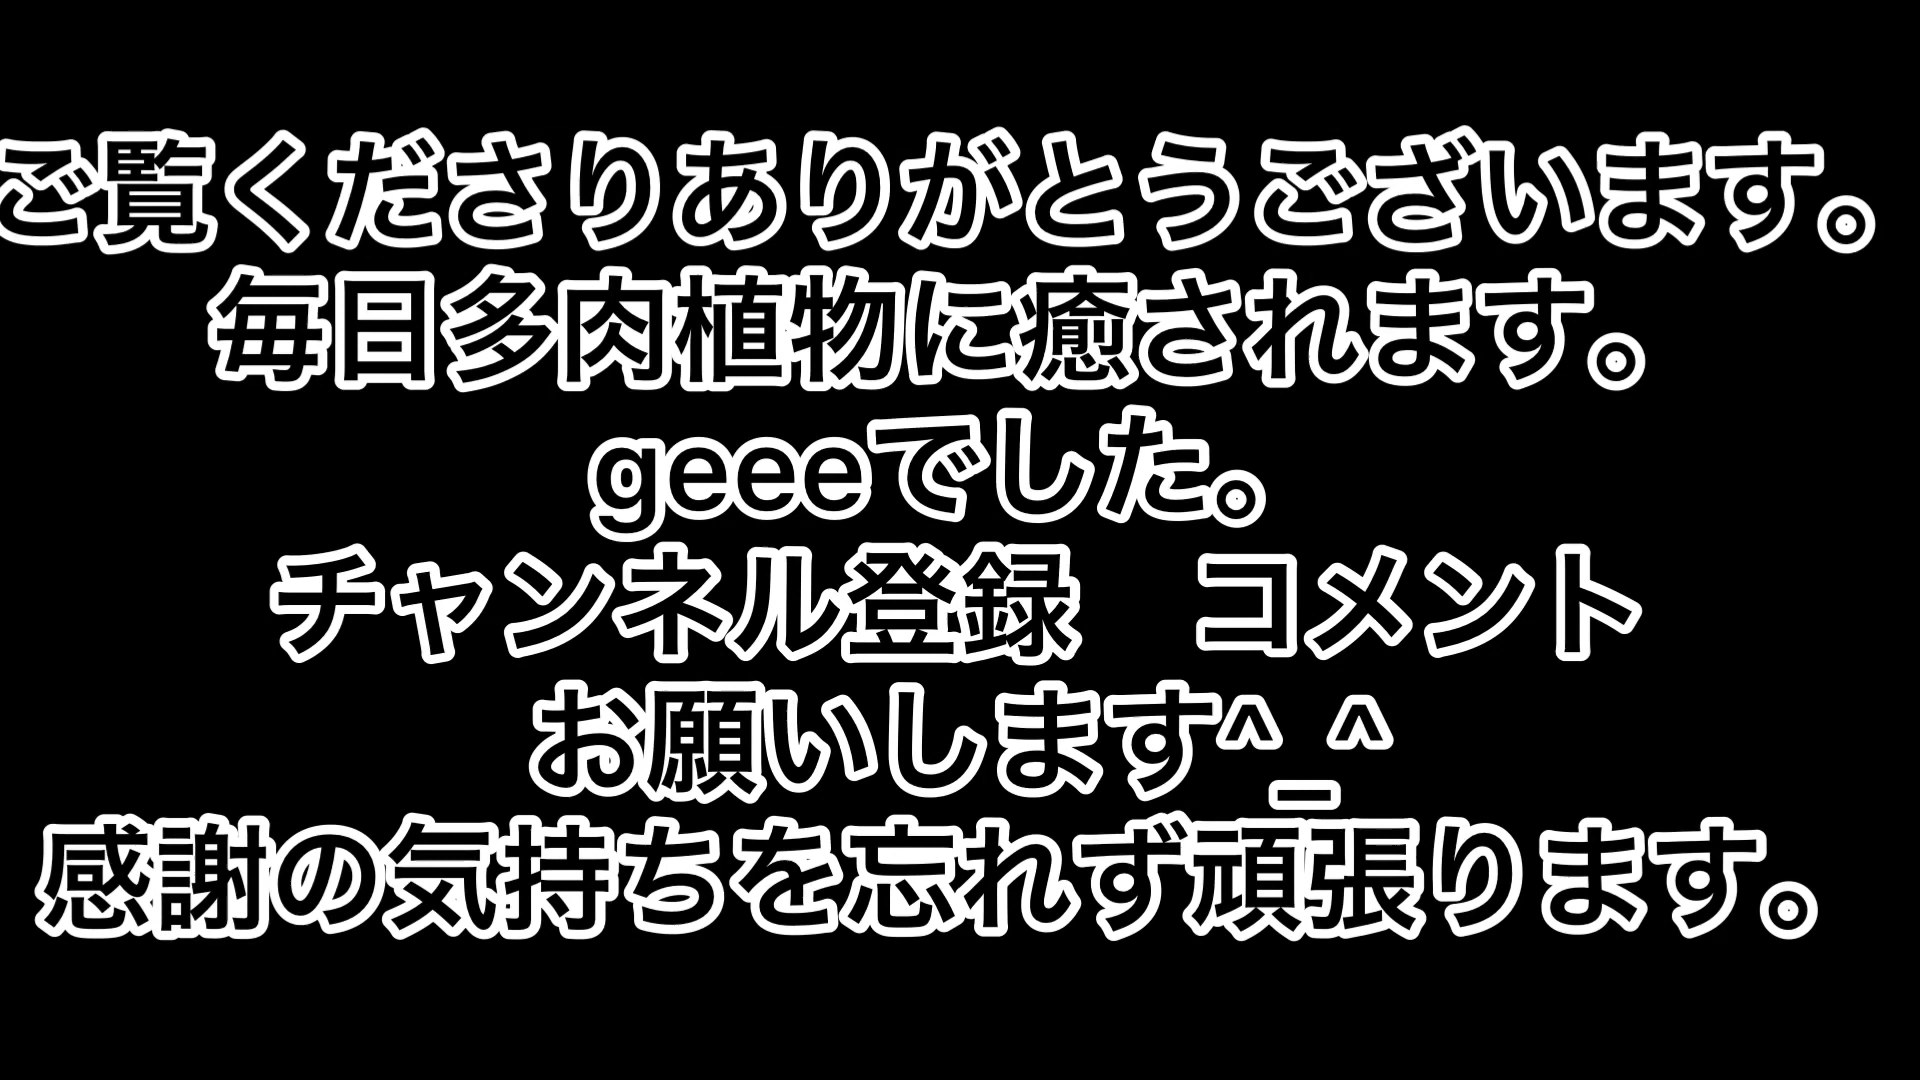 ご覧くださりありがとうございます。
毎日多肉植物に癒されます。
geeeでした。
チャンネル登録　コメント
お願いします^_^
感謝の気持ちを忘れず頑張ります。